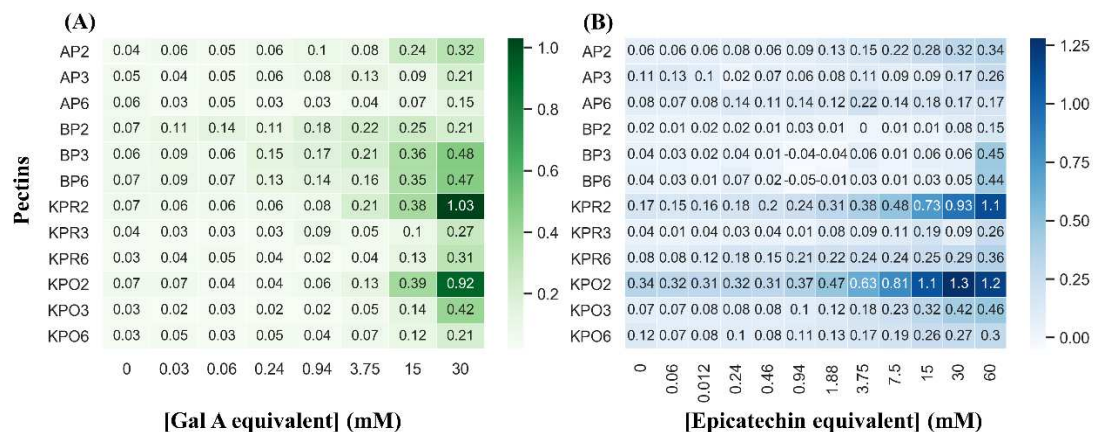 (A)
Pectins
AP2 0.04 0.06 0.05 0.06 0.1 0.08 0.24 0.32
AP3 0.05 0.04 0.05 0.06 0.08 0.13 0.09 0.21
AP6 0.06 0.03 0.05 0.03 0.03 0.04 0.07 0.15
BP2 0.07 0.11 0.14 0.11 0.18 0.22 0.25 0.21
BP3 0.06 0.09 0.06 0.15 0.17 0.21 0.36 0.48
BP6 0.07 0.09 0.07 0.13 0.14 0.16 0.35 0.47
KPR2 0.07 0.06 0.06 0.06 0.08 0.21 0.38 1.03
KPR3 0.04 0.03 0.03 0.03 0.09 0.05 0.1 0.27
KPR6 0.03 0.04 0.05 0.04 0.02 0.04 0.13 0.31
KPO2 0.07 0.07 0.04 0.04 0.06 0.13 0.39 0.92
KPO3 0.03 0.02 0.03 0.02 0.02 0.05 0.14 0.42
KPO6 0.03 0.05 0.03 0.05 0.04 0.07 0.12 0.21
0 0.03 0.06 0.24 0.94 3.75 15 30
[Gal A equivalent] (mM)
1.0
0.8
0.6
0.4
0.2
(B)
AP2 0.06 0.06 0.06 0.08 0.06 0.09 0.13 0.15 0.22 0.28 0.32 0.34
AP3 0.11 0.13 0.1 0.02 0.07 0.06 0.08 0.11 0.09 0.09 0.17 0.26
AP6 0.08 0.07 0.08 0.14 0.11 0.14 0.12 0.22 0.14 0.18 0.17 0.17
BP2 0.02 0.01 0.02 0.02 0.01 0.03 0.01 0 0.01 0.01 0.08 0.15
BP3 0.04 0.03 0.02 0.04 0.01 -0.04 -0.04 0.06 0.01 0.06 0.06 0.45
BP6 0.04 0.03 0.01 0.07 0.02 -0.05 -0.01 0.03 0.01 0.03 0.05 0.44
KPR2 0.17 0.15 0.16 0.18 0.2 0.24 0.31 0.38 0.48 0.73 0.93 1.1
KPR3 0.04 0.01 0.04 0.03 0.04 0.01 0.08 0.09 0.11 0.19 0.09 0.26
KPR6 0.08 0.08 0.12 0.18 0.15 0.21 0.22 0.24 0.24 0.25 0.29 0.36
KPO2 0.34 0.32 0.31 0.32 0.31 0.37 0.47 0.63 0.81 1.1 1.3 1.2
KPO3 0.07 0.07 0.08 0.08 0.08 0.1 0.12 0.18 0.23 0.32 0.42 0.46
KPO6 0.12 0.07 0.08 0.1 0.08 0.11 0.13 0.17 0.19 0.26 0.27 0.3
0 0.06 0.012 0.24 0.46 0.94 1.88 3.75 7.5 15 30 60
[Epicatechin equivalent] (mM)
1.25
1.00
0.75
0.50
0.25
0.00